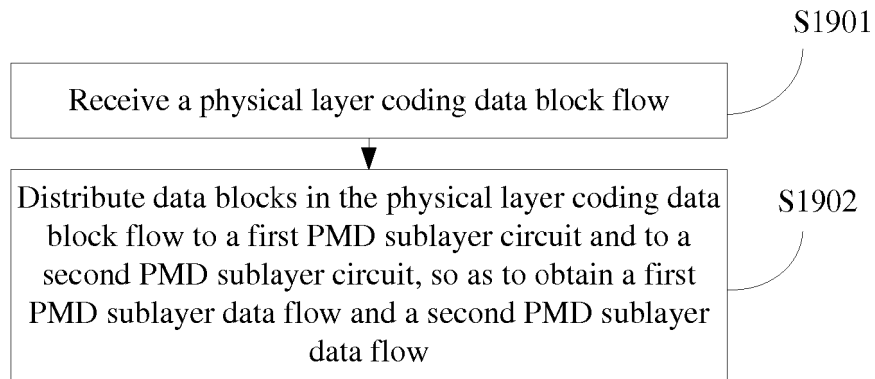 S1901
Receive a physical layer coding data block flow
Distribute data blocks in the physical layer coding data
block flow to a first PMD sublayer circuit and to a
second PMD sublayer circuit, so as to obtain a first
PMD sublayer data flow and a second PMD sublayer
data flow
S1902